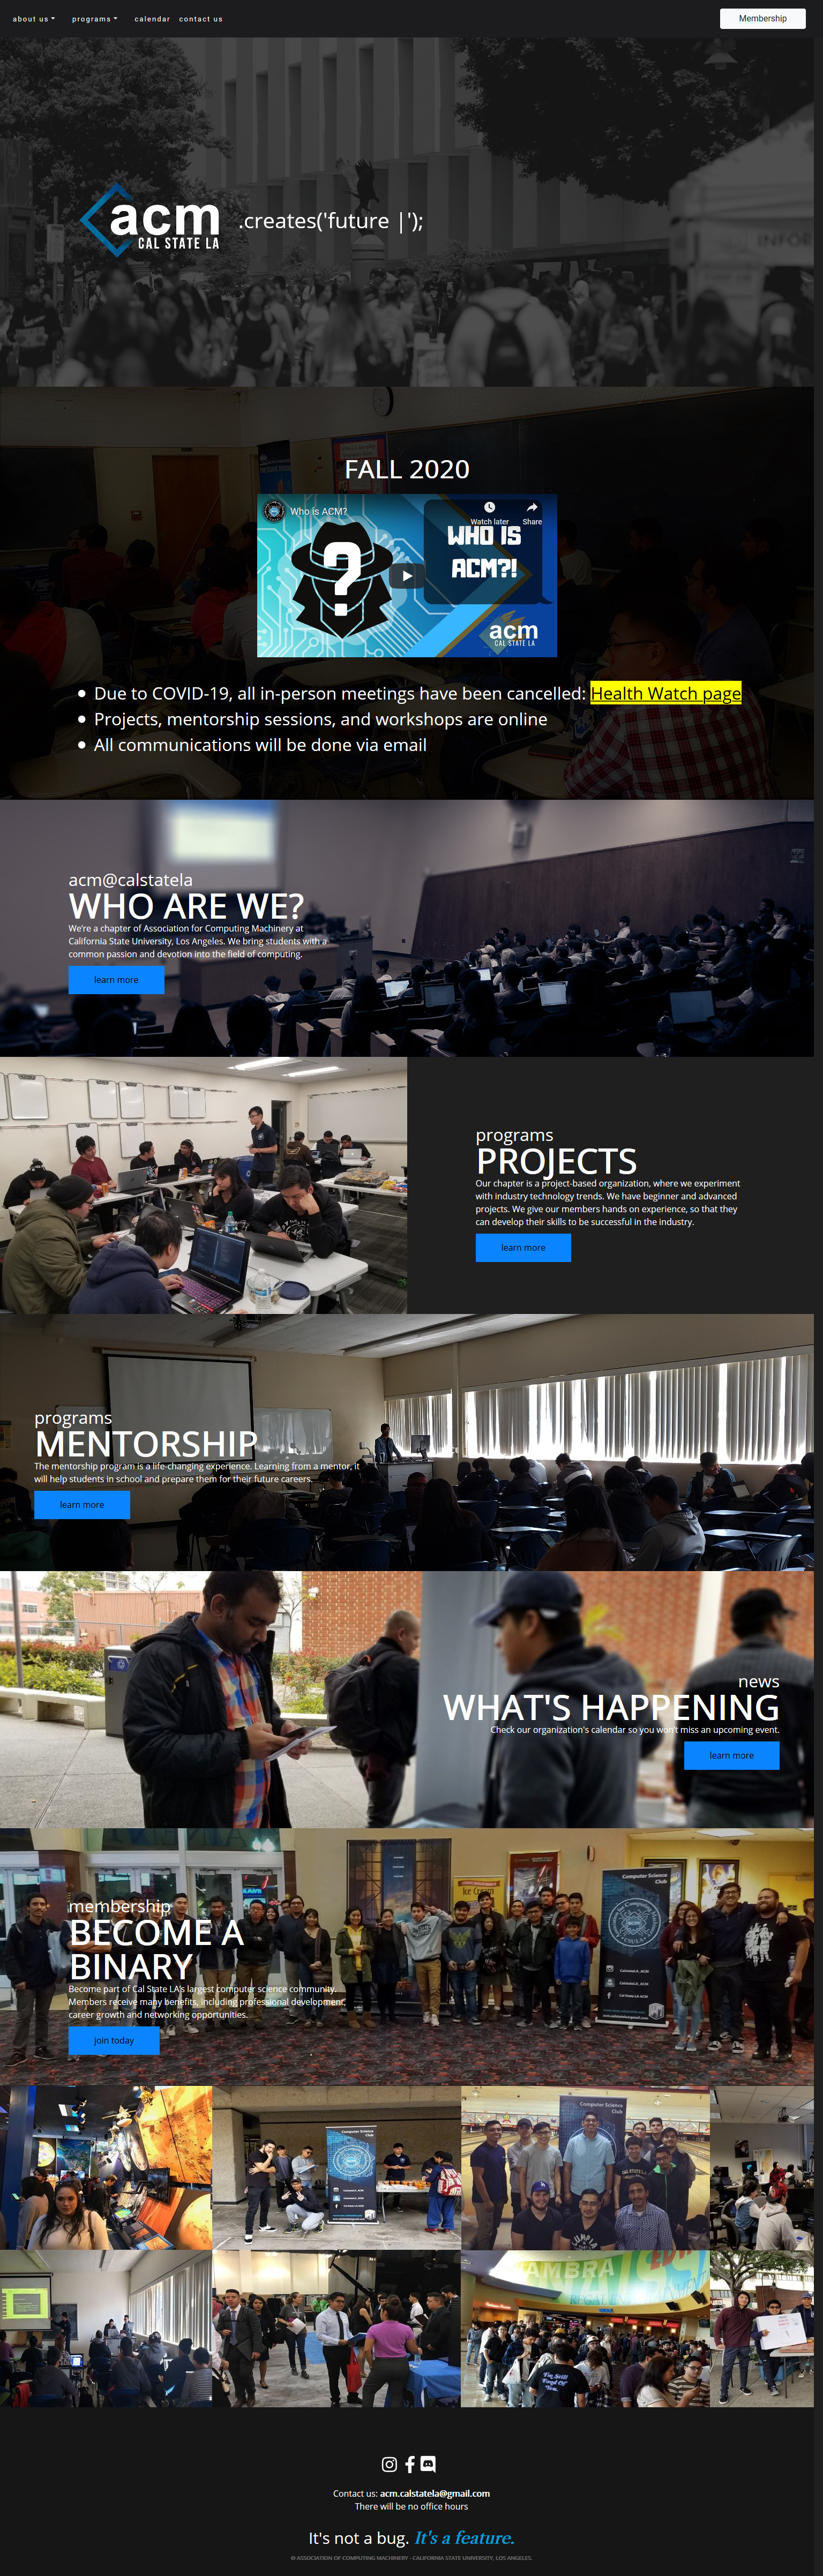 about us programs calendar contact us Membership
acm
CAL STATE LA
.creates('future |');
INFOR
FALL 2020
Who is ACM?
Watch later Share
WHO IS
ACM?!
?
acm
CAL STATE LA
Due to COVID-19, all in-person meetings have been cancelled: Health Watch page
Projects, mentorship sessions, and workshops are online
All communications will be done via email
acm@calstatela
WHO ARE WE?
We're a chapter of Association for Computing Machinery at
California State University, Los Angeles. We bring students with a
common passion and devotion into the field of computing.
learn more
programs
PROJECTS
Our chapter is a project-based organization, where we experiment
with industry technology trends. We have beginner and advanced
projects. We give our members hands on experience, so that they
can develop their skills to be successful in the industry.
learn more
programs
MENTORSHIP
The mentorship program is a life-changing experience. Learning from a mentor, it
will help students in school and prepare them for their future careers.
learn more
news
WHAT'S HAPPENING
Check our organization's calendar so you won't miss an upcoming event.
learn more
Computer Science
Club
membership
BECOME A
BINARY
Become part of Cal State LA's largest computer science community.
Members receive many benefits, including professional development,
career growth and networking opportunities.
join today
Computer Science
Club
Computer Science
Club
AMBRA
I'm Still
Contact us: acm.calstatela@gmail.com
There will be no office hours
It's not a bug. It's a feature.
© ASSOCIATION OF COMPUTING MACHINERY - CALIFORNIA STATE UNIVERSITY, LOS ANGELES.